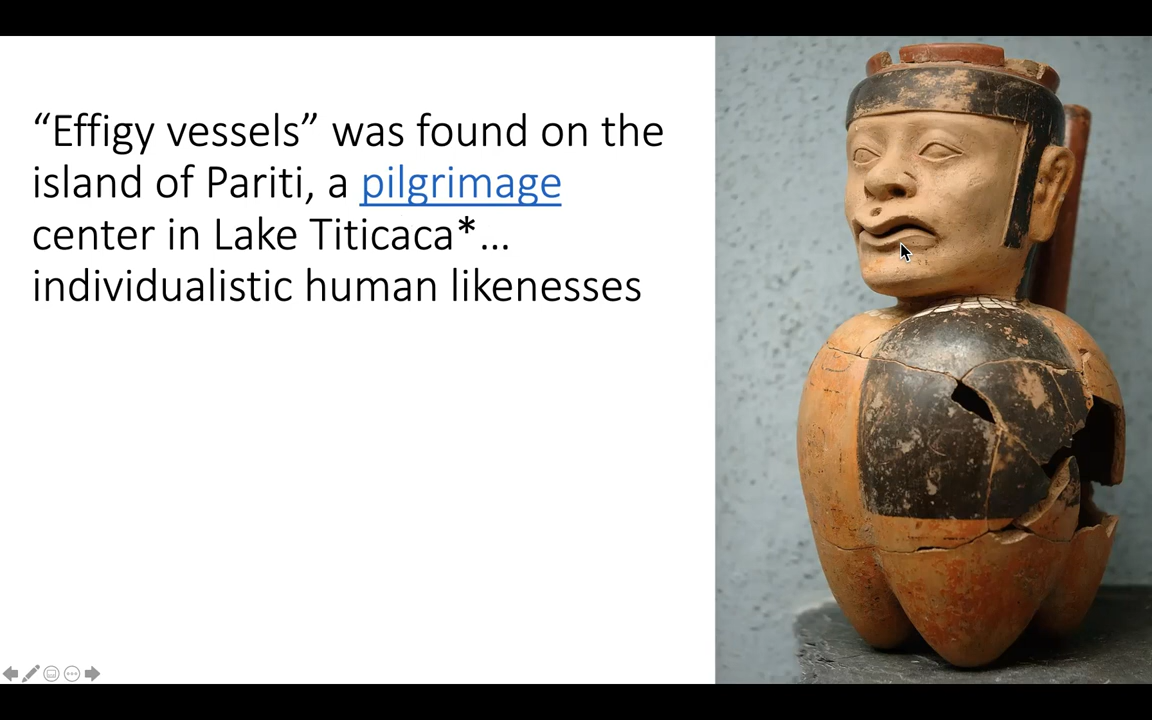 “Effigy vessels” was found on the
island of Pariti, a pilgrimage
center in Lake Titicaca*...
individualistic human likenesses